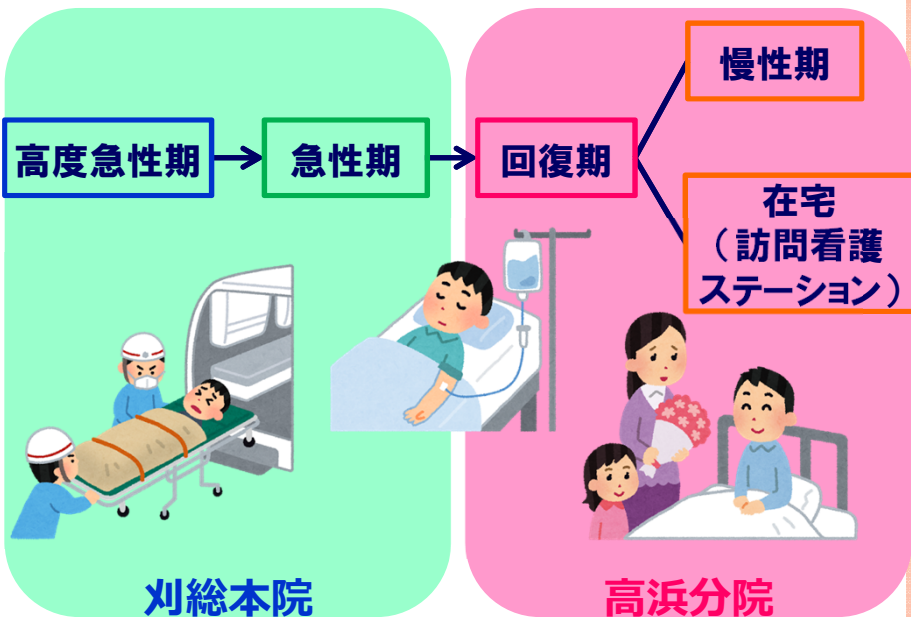 慢性期
高度急性期
急性期
回復期
在宅
（訪問看護
ステーション）
刈総本院
高浜分院